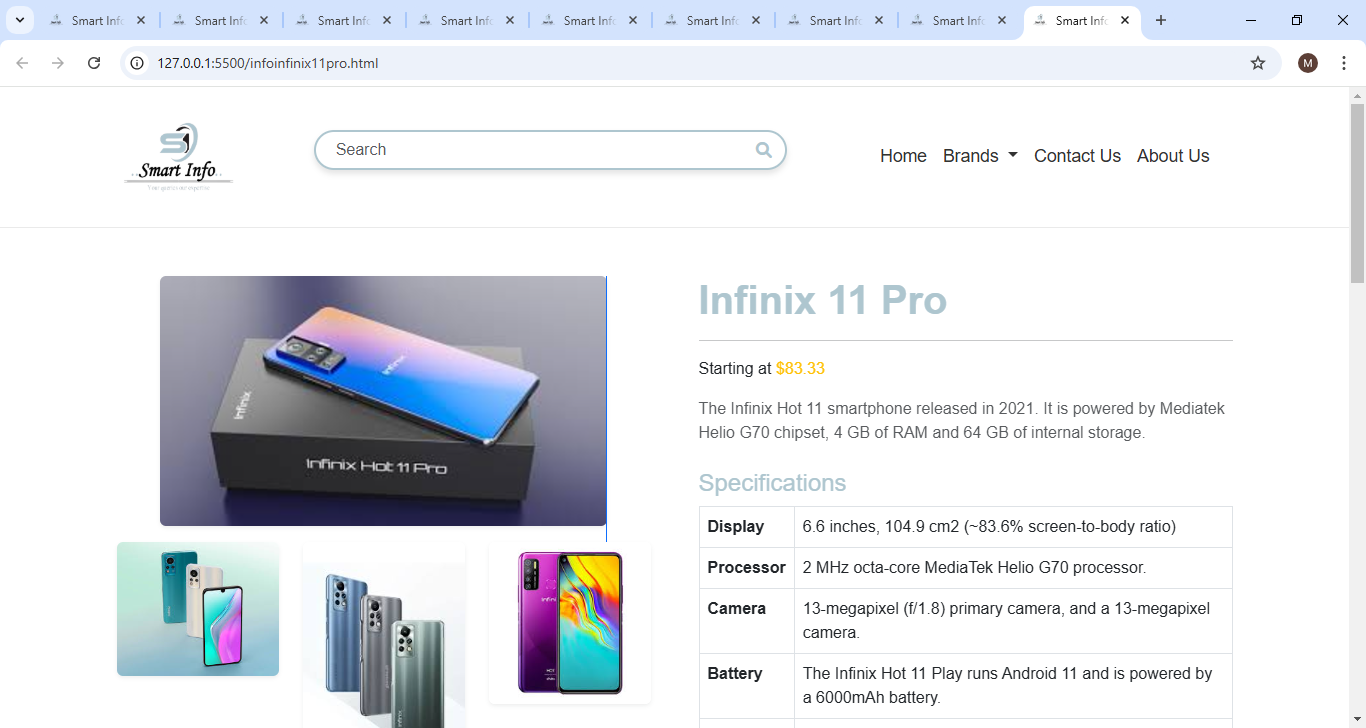 Smart Info
Smart Info
Smart Info
Smart Info
Smart Info
Smart Info
Smart Info
Smart Info
Smart Info
127.0.0.1:5500/infoinfinix11pro.html
M
Smart Info
Search
Home Brands Contact Us About Us
Infinix
Infinix
Infinix Hot 11 Pro
Infinix 11 Pro
Starting at $83.33
The Infinix Hot 11 smartphone released in 2021. It is powered by Mediatek
Helio G70 chipset, 4 GB of RAM and 64 GB of internal storage.
Specifications
Display 6.6 inches, 104.9 cm2 (~83.6% screen-to-body ratio)
Processor 2 MHz octa-core MediaTek Helio G70 processor.
Camera 13-megapixel (f/1.8) primary camera, and a 13-megapixel
camera.
Battery The Infinix Hot 11 Play runs Android 11 and is powered by
a 6000mAh battery.